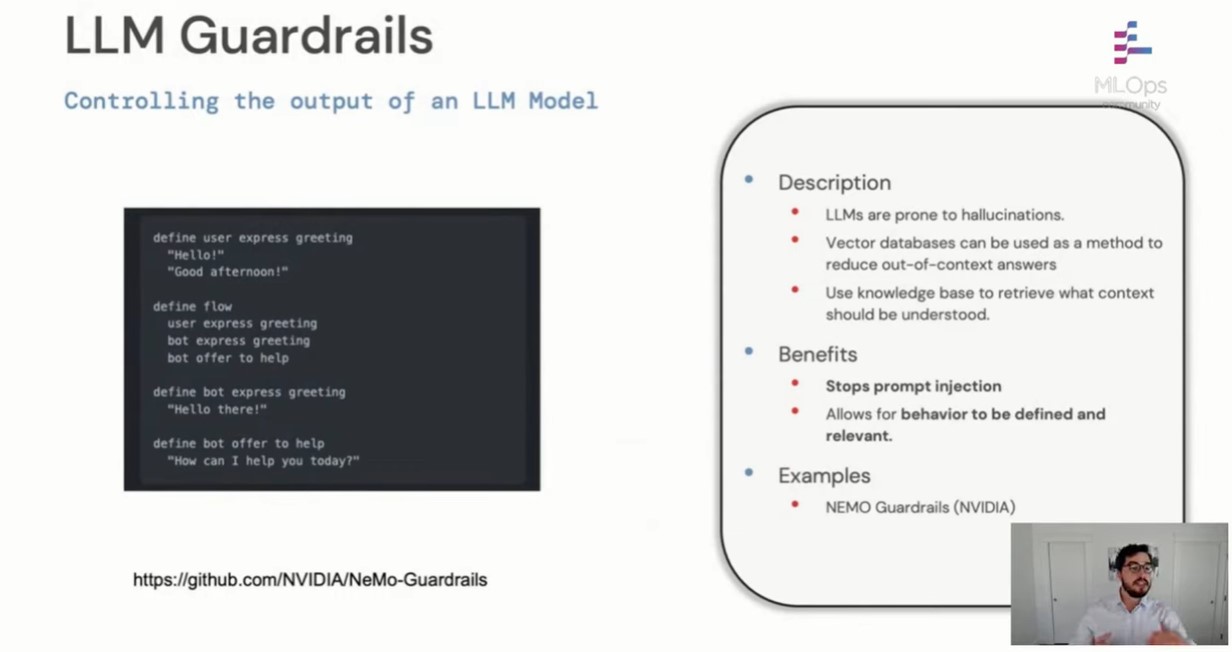 LLM Guardrails
Controlling the output of an LLM Model
MLOps
community
define user express greeting
"Hello!"
"Good afternoon!"
define flow
user express greeting
bot express greeting
bot offer to help
define bot express greeting
"Hello there!"
define bot offer to help
"How can I help you today?"
https://github.com/NVIDIA/NeMo-Guardrails
• Description
• LLMs are prone to hallucinations.
• Vector databases can be used as a method to
reduce out-of-context answers
• Use knowledge base to retrieve what context
should be understood.
• Benefits
• Stops prompt injection
• Allows for behavior to be defined and
relevant.
• Examples
• NEMO Guardrails (NVIDIA)